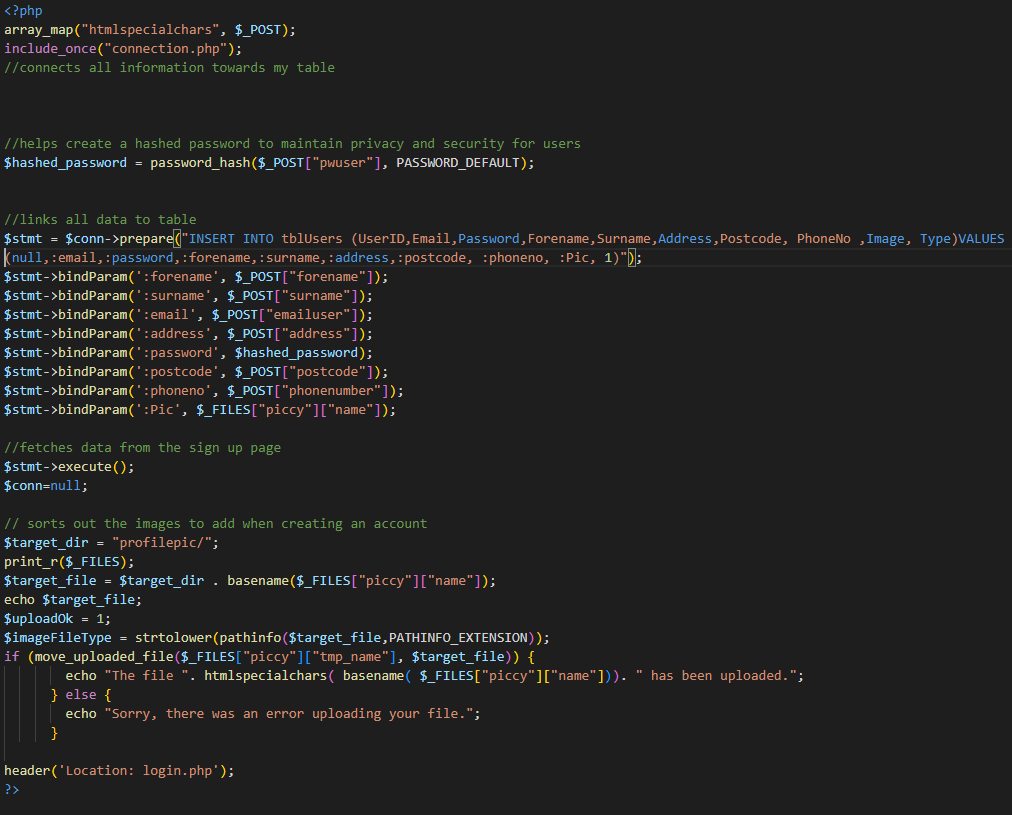 <?php
array_map("htmlspecialchars", $_POST);
include_once("connection.php");
//connects all information towards my table
//helps create a hashed password to maintain privacy and security for users
$hashed_password = password_hash($_POST["pwuser"], PASSWORD_DEFAULT);
//links all data to table
$stmt = $conn->prepare("INSERT INTO tblUsers (UserID,Email,Password,Forename,Surname,Address,Postcode, PhoneNo ,Image, Type)VALUES
(null,:email,:password,:forename,:surname,:address,:postcode, :phoneno, :Pic, 1)");
$stmt->bindParam(':forename', $_POST["forename"]);
$stmt->bindParam(':surname', $_POST["surname"]);
$stmt->bindParam(':email', $_POST["emailuser"]);
$stmt->bindParam(':address', $_POST["address"]);
$stmt->bindParam(':password', $hashed_password);
$stmt->bindParam(':postcode', $_POST["postcode"]);
$stmt->bindParam(':phoneno', $_POST["phonenumber"]);
$stmt->bindParam(':Pic', $_FILES["piccy"]["name"]);
//fetches data from the sign up page
$stmt->execute();
$conn=null;
// sorts out the images to add when creating an account
$target_dir = "profilepic/";
print_r($_FILES);
$target_file = $target_dir . basename($_FILES["piccy"]["name"]);
echo $target_file;
$uploadOk = 1;
$imageFileType = strtolower(pathinfo($target_file,PATHINFO_EXTENSION));
if (move_uploaded_file($_FILES["piccy"]["tmp_name"], $target_file)) {
echo "The file ". htmlspecialchars( basename( $_FILES["piccy"]["name"])). " has been uploaded.";
} else {
echo "Sorry, there was an error uploading your file.";
}
header('Location: login.php');
?>